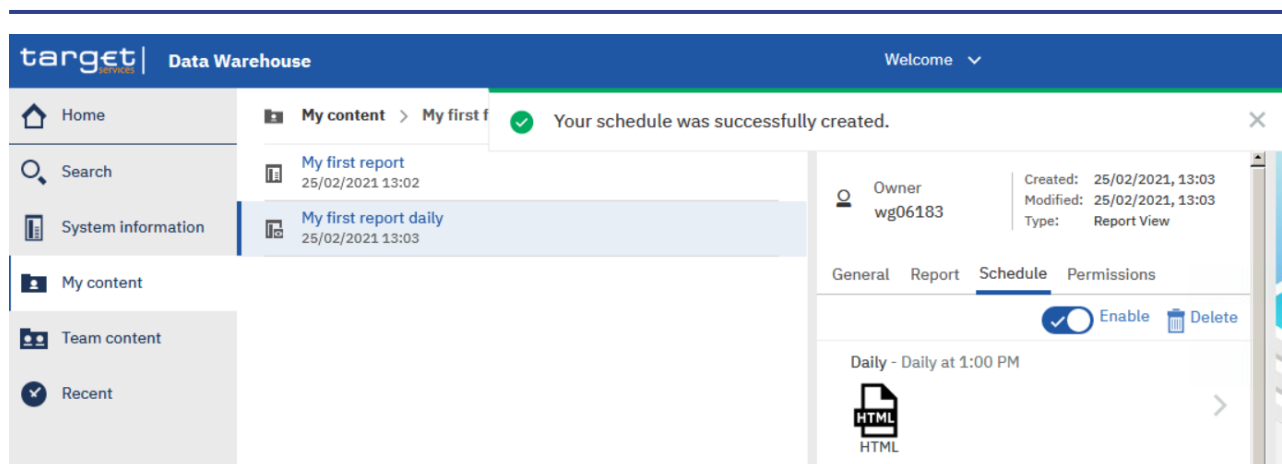 target| Data Warehouse
services
Welcome
Home
My content > My first f
Your schedule was successfully created.
Search
My first report
25/02/2021 13:02
Owner
wg06183
Created: 25/02/2021, 13:03
Modified: 25/02/2021, 13:03
Type: Report View
System information
My first report daily
25/02/2021 13:03
My content
General Report Schedule Permissions
Enable Delete
Team content
Daily - Daily at 1:00 PM
Recent
HTML
HTML